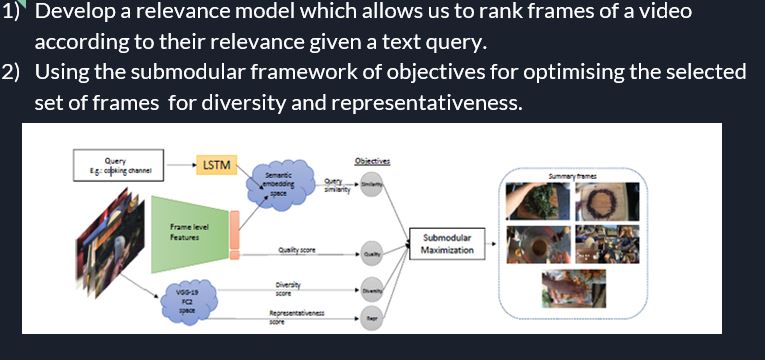 1) Develop a relevance model which allows us to rank frames of a video
according to their relevance given a text query.
2) Using the submodular framework of objectives for optimising the selected
set of frames for diversity and representativeness.
Query
E.g.: cooking channel
LSTM
Semantic
embedding
space
Query
similarity
Objectives
Similarity
Frame level
Features
Quality score
Quality
VGG-19
FC2
space
Diversity
score
Diversity
Representativeness
score
Repr
Submodular
Maximization
Summary frames